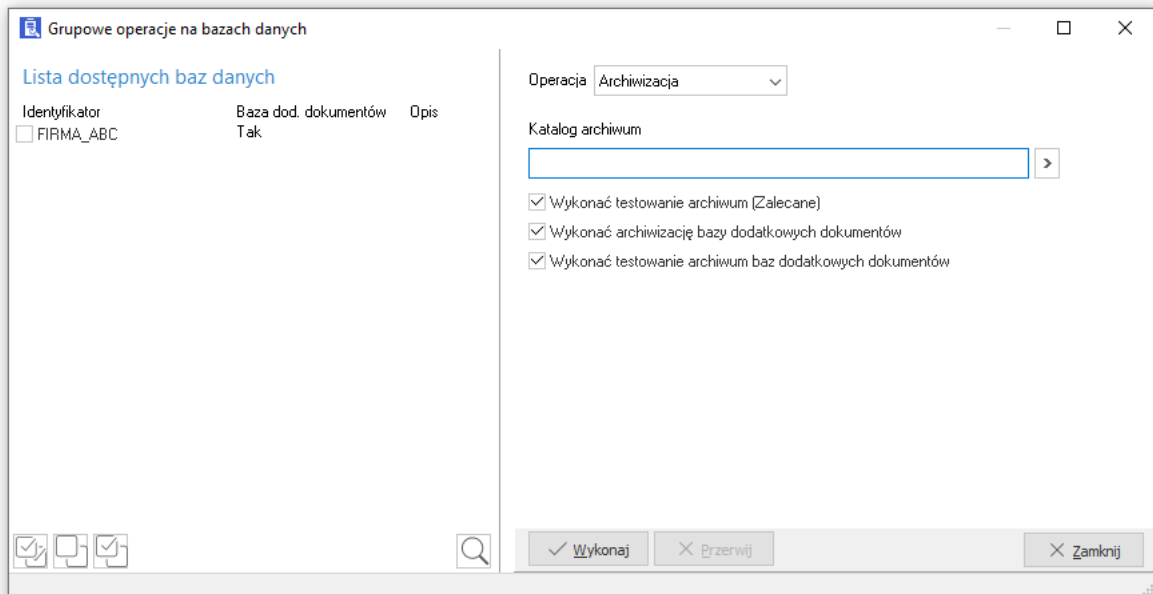 Grupowe operacje na bazach danych
Lista dostępnych baz danych
Identyfikator Baza dod. dokumentów Opis
FIRMA_ABC Tak
Operacja Archiwizacja
Katalog archiwum
Wykonać testowanie archiwum (Zalecane)
Wykonać archiwizację bazy dodatkowych dokumentów
Wykonać testowanie archiwum baz dodatkowych dokumentów
Wykonaj Przerwij Zamknij